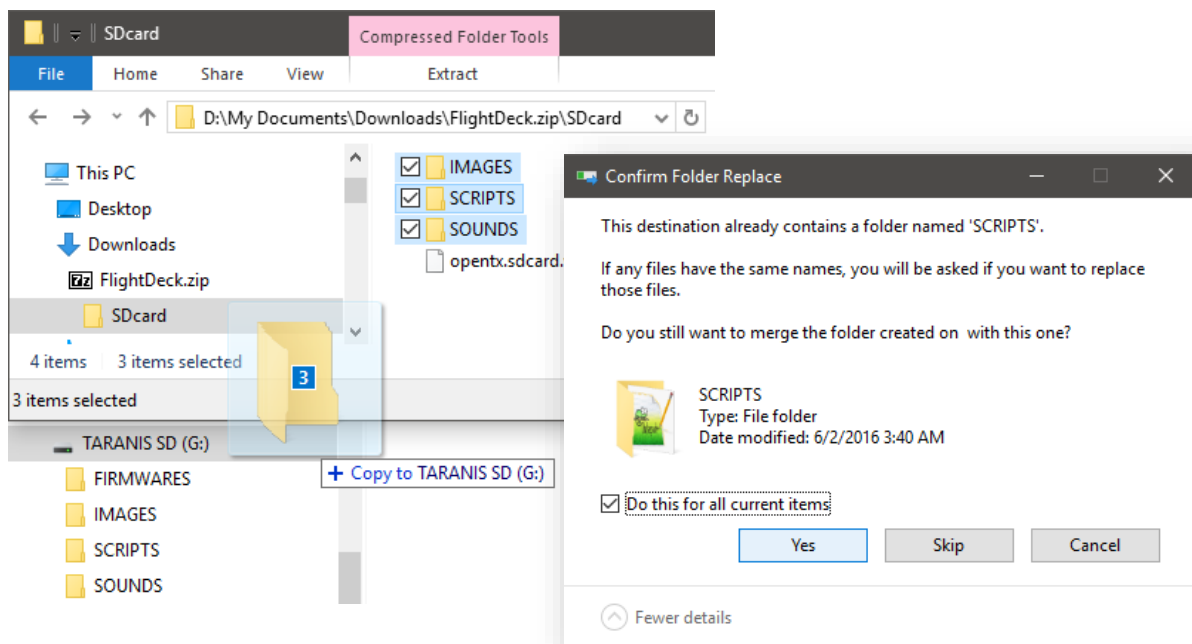 SDcard
Compressed Folder Tools
File
Home
Share
View
Extract
D:\My Documents\Downloads\FlightDeck.zip\SDcard
This PC
Desktop
Downloads
7z FlightDeck.zip
SDcard
IMAGES
SCRIPTS
SOUNDS
opentx.sdcard.
4 items
3 items selected
3 items selected
3
TARANIS SD (G:)
+ Copy to TARANIS SD (G:)
FIRMWARES
IMAGES
SCRIPTS
SOUNDS
Confirm Folder Replace
This destination already contains a folder named 'SCRIPTS'.
If any files have the same names, you will be asked if you want to replace
those files.
Do you still want to merge the folder created on  with this one?
SCRIPTS
Type: File folder
Date modified: 6/2/2016 3:40 AM
Do this for all current items
Yes
Skip
Cancel
Fewer details